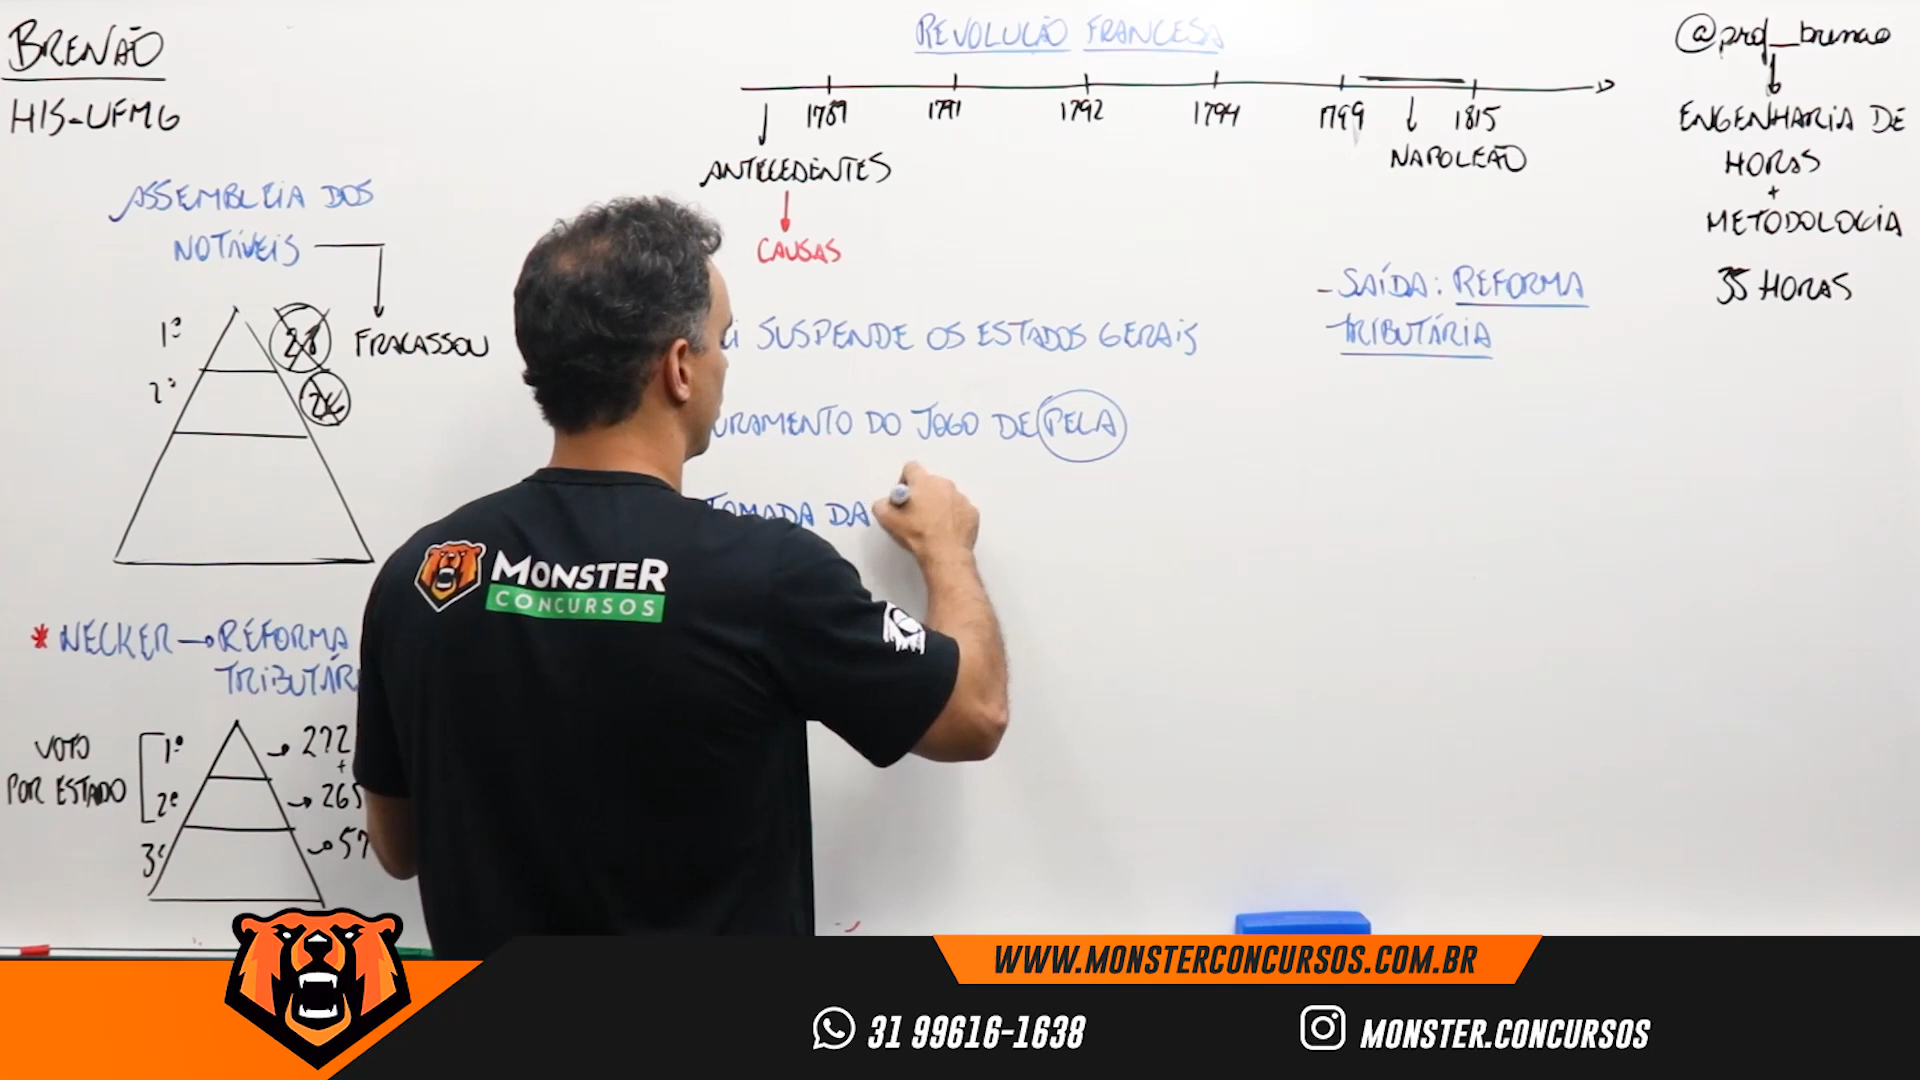 BRENÃO
HIS-UFMG
REVOLUÇÃO FRANCESA
1789 1791 1792 1794 1799 1815
ANTECEDENTES
CAUSAS
NAPOLEÃO
@prof_brenao
ENGENHARIA DE
HORAS
+
METODOLOGIA
35 HORAS
ASSEMBLEIA DOS
NOTÁVEIS
FRACASSOU
1º
2º
- SAÍDA: REFORMA
TRIBUTÁRIA
SUSPENDE OS ESTADOS GERAIS
URAMENTO DO JOGO DE PELA
TOMADA DA
* NECKER → REFORMA
TRIBUTÁR
VOTO
POR ESTADO
1º
2º
3º
→ 272
+
→ 265
→ 57
MONSTER
CONCURSOS
WWW.MONSTERCONCURSOS.COM.BR
31 99616-1638
MONSTER.CONCURSOS